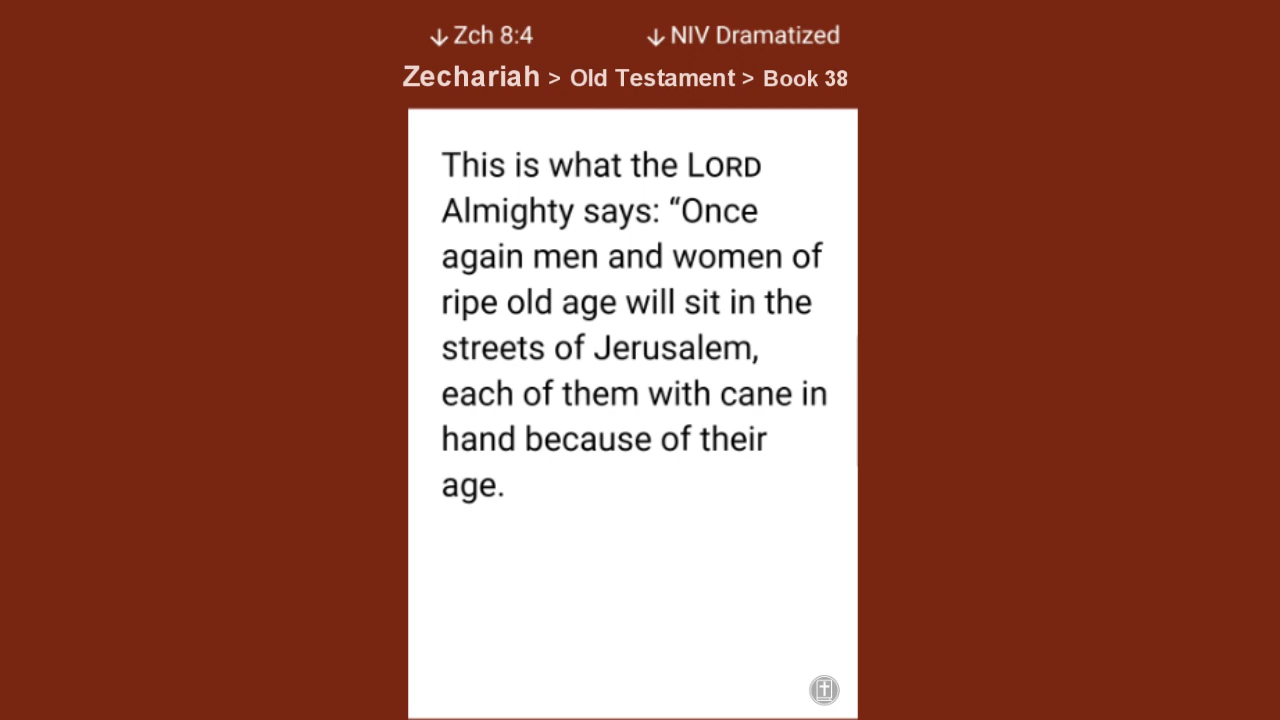 ↓ Zch 8:4 ↓ NIV Dramatized
Zechariah > Old Testament > Book 38
This is what the LORD
Almighty says: “Once
again men and women of
ripe old age will sit in the
streets of Jerusalem,
each of them with cane in
hand because of their
age.